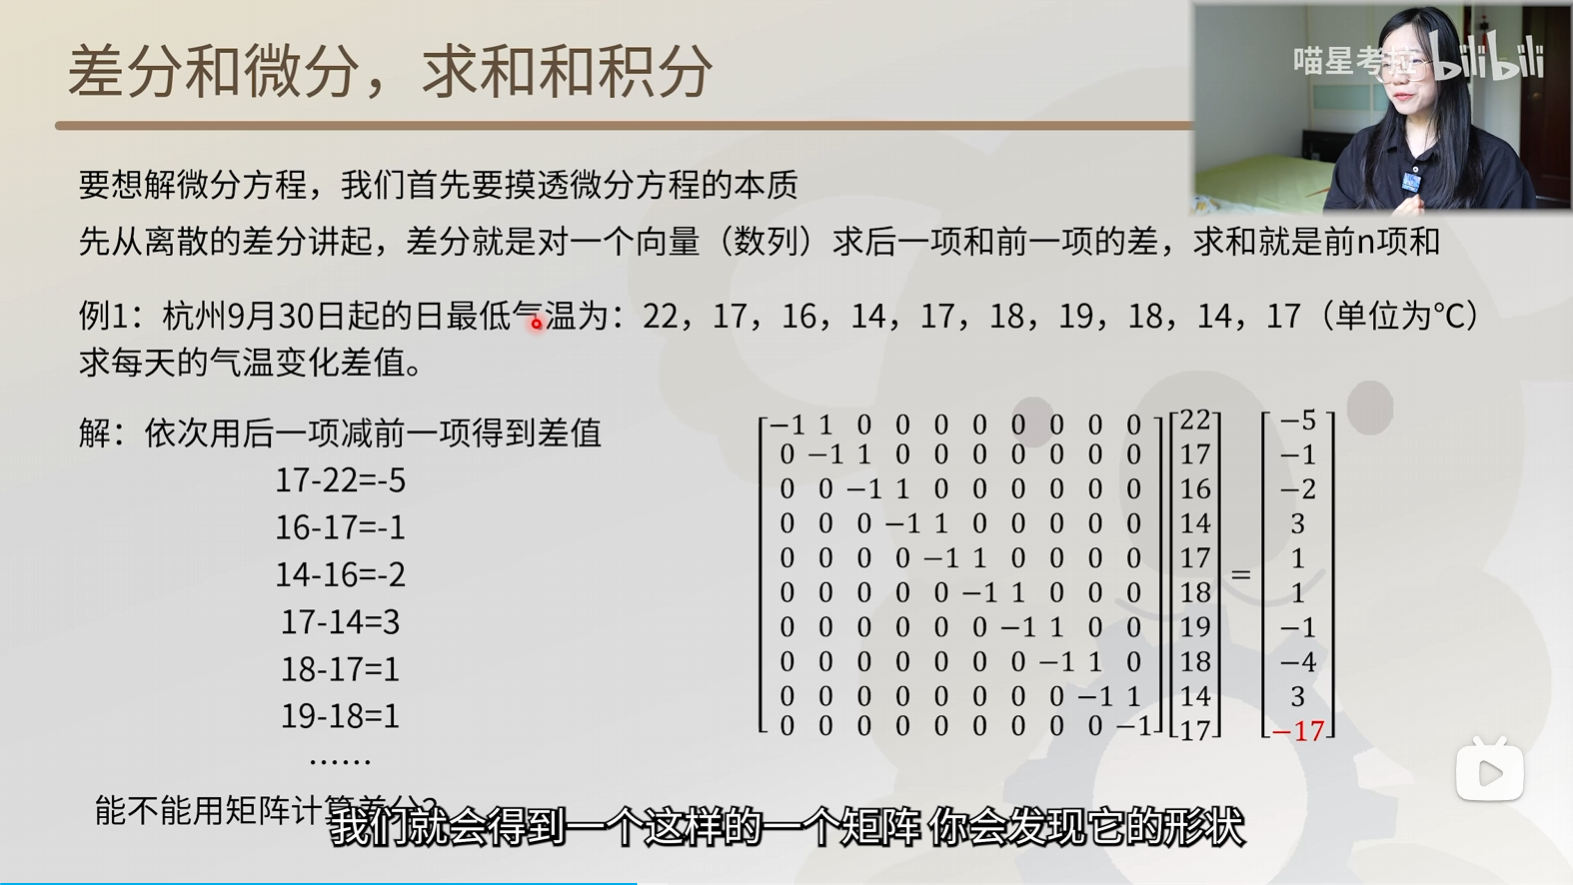 差分和微分，求和和积分
喵星考拉 bilibili
要想解微分方程，我们首先要摸透微分方程的本质
先从离散的差分讲起，差分就是对一个向量（数列）求后一项和前一项的差，求和就是前n项和
例1：杭州9月30日起的日最低气温为：22，17，16，14，17，18，19，18，14，17（单位为℃）
求每天的气温变化差值。
解：依次用后一项减前一项得到差值
17-22=-5
16-17=-1
14-16=-2
17-14=3
18-17=1
19-18=1
……
能不能用矩阵计算差分?
−1 1 0 0 0 0 0 0 0 0 22 −5
0 −1 1 0 0 0 0 0 0 0 17 −1
0 0 −1 1 0 0 0 0 0 0 16 −2
0 0 0 −1 1 0 0 0 0 0 14 3
0 0 0 0 −1 1 0 0 0 0 17 1
=
0 0 0 0 0 −1 1 0 0 0 18 1
0 0 0 0 0 0 −1 1 0 0 19 −1
0 0 0 0 0 0 0 −1 1 0 18 −4
0 0 0 0 0 0 0 0 −1 1 14 3
0 0 0 0 0 0 0 0 0 −1 17 −17
我们就会得到一个这样的一个矩阵 你会发现它的形状